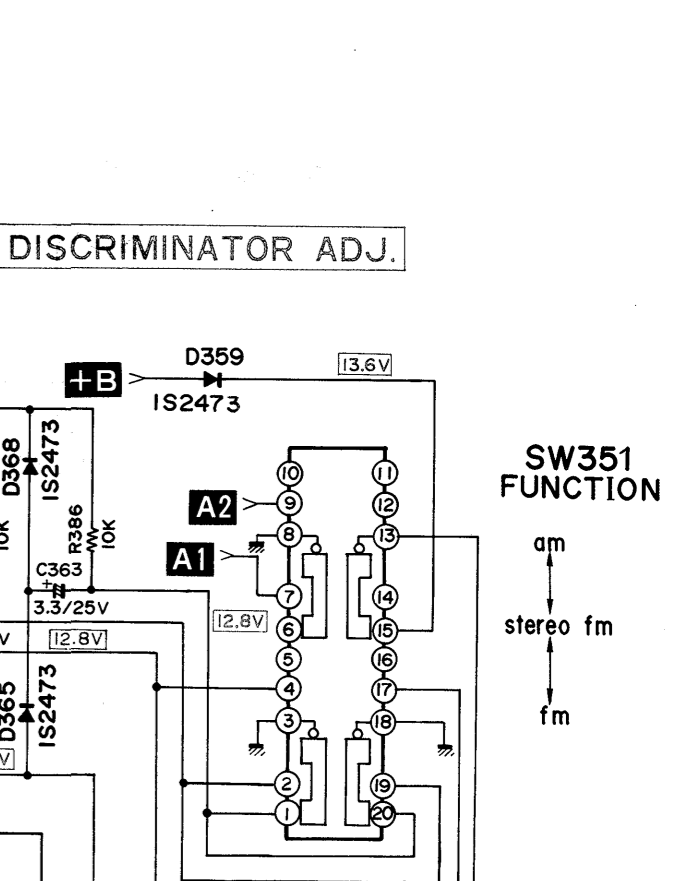 DISCRIMINATOR ADJ.
D359
+B
13.6V
1S2473
D368
1S2473
SW351
FUNCTION
10
11
A2
9
12
10K
R386
10K
8
13
am
A1
C363
+
3.3/25V
7
14
12.8V
6
15
stereo fm
V
12.8V
5
16
4
17
D365
1S2473
3
18
fm
V
2
19
1
20